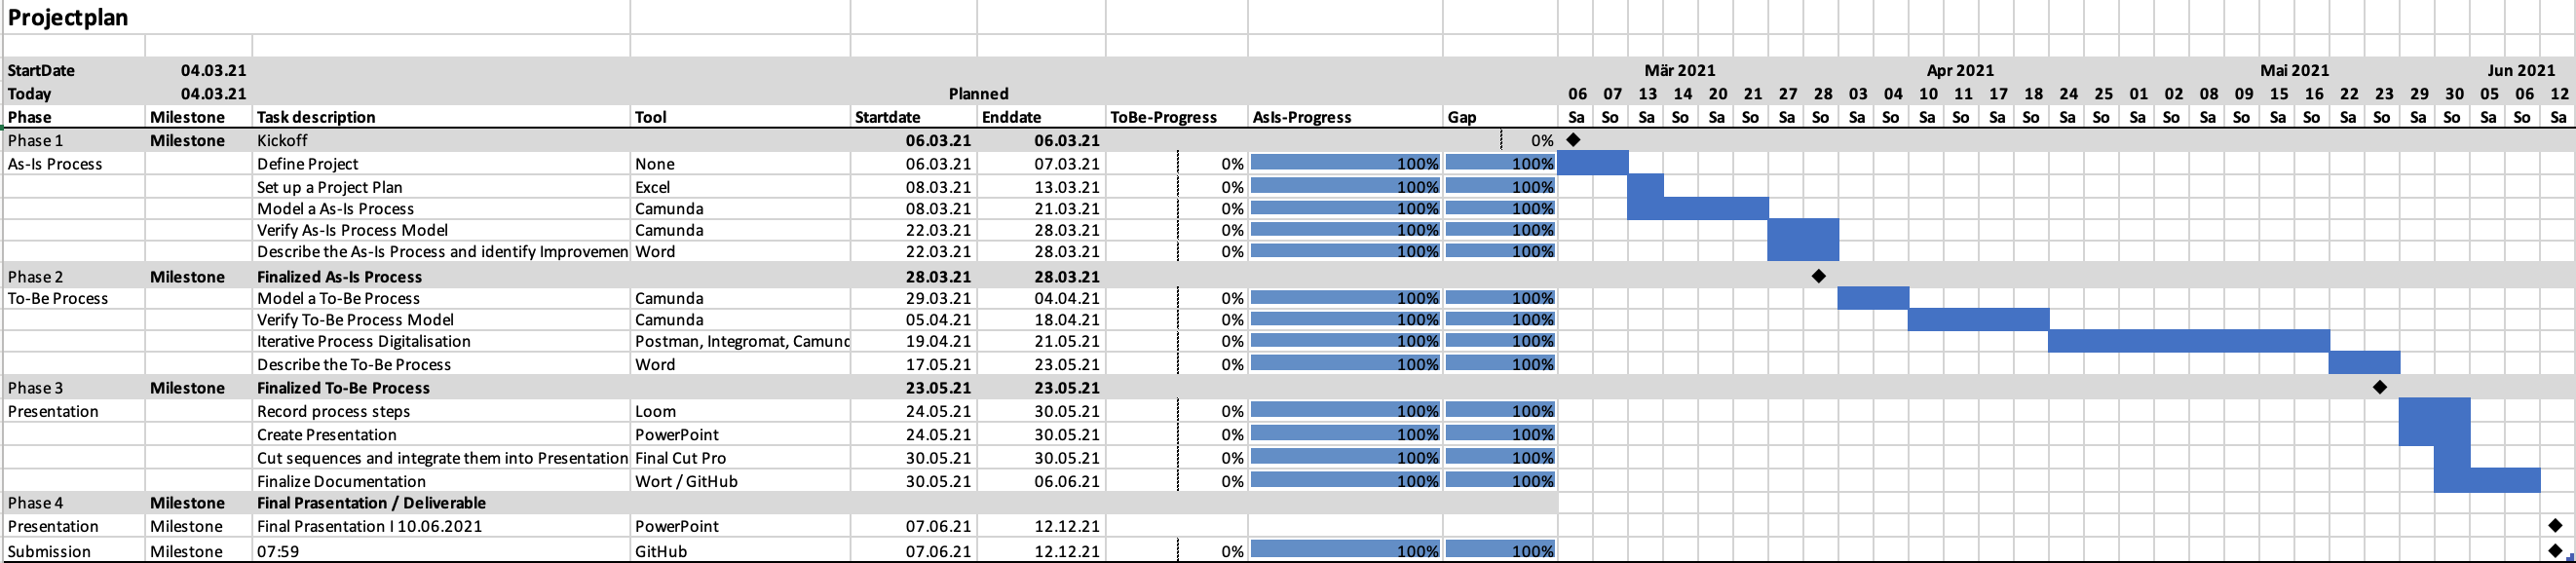 Projectplan
StartDate 04.03.21 Mär 2021 Apr 2021 Mai 2021 Jun 2021
Today 04.03.21 Planned 06 07 13 14 20 21 27 28 03 04 10 11 17 18 24 25 01 02 08 09 15 16 22 23 29 30 05 06 12
Phase Milestone Task description Tool Startdate Enddate ToBe-Progress AsIs-Progress Gap Sa So Sa So Sa So Sa So Sa So Sa So Sa So Sa So Sa So Sa So Sa So Sa So Sa So Sa So Sa
Phase 1 Milestone Kickoff 06.03.21 06.03.21 0%
As-Is Process Define Project None 06.03.21 07.03.21 0% 100% 100%
Set up a Project Plan Excel 08.03.21 13.03.21 0% 100% 100%
Model a As-Is Process Camunda 08.03.21 21.03.21 0% 100% 100%
Verify As-Is Process Model Camunda 22.03.21 28.03.21 0% 100% 100%
Describe the As-Is Process and identify Improvemen Word 22.03.21 28.03.21 0% 100% 100%
Phase 2 Milestone Finalized As-Is Process 28.03.21 28.03.21
To-Be Process Model a To-Be Process Camunda 29.03.21 04.04.21 0% 100% 100%
Verify To-Be Process Model Camunda 05.04.21 18.04.21 0% 100% 100%
Iterative Process Digitalisation Postman, Integromat, Camunc 19.04.21 21.05.21 0% 100% 100%
Describe the To-Be Process Word 17.05.21 23.05.21 0% 100% 100%
Phase 3 Milestone Finalized To-Be Process 23.05.21 23.05.21
Presentation Record process steps Loom 24.05.21 30.05.21 0% 100% 100%
Create Presentation PowerPoint 24.05.21 30.05.21 0% 100% 100%
Cut sequences and integrate them into Presentation Final Cut Pro 30.05.21 30.05.21 0% 100% 100%
Finalize Documentation Wort / GitHub 30.05.21 06.06.21 0% 100% 100%
Phase 4 Milestone Final Prasentation / Deliverable
Presentation Milestone Final Prasentation I 10.06.2021 PowerPoint 07.06.21 12.12.21
Submission Milestone 07:59 GitHub 07.06.21 12.12.21 0% 100% 100%